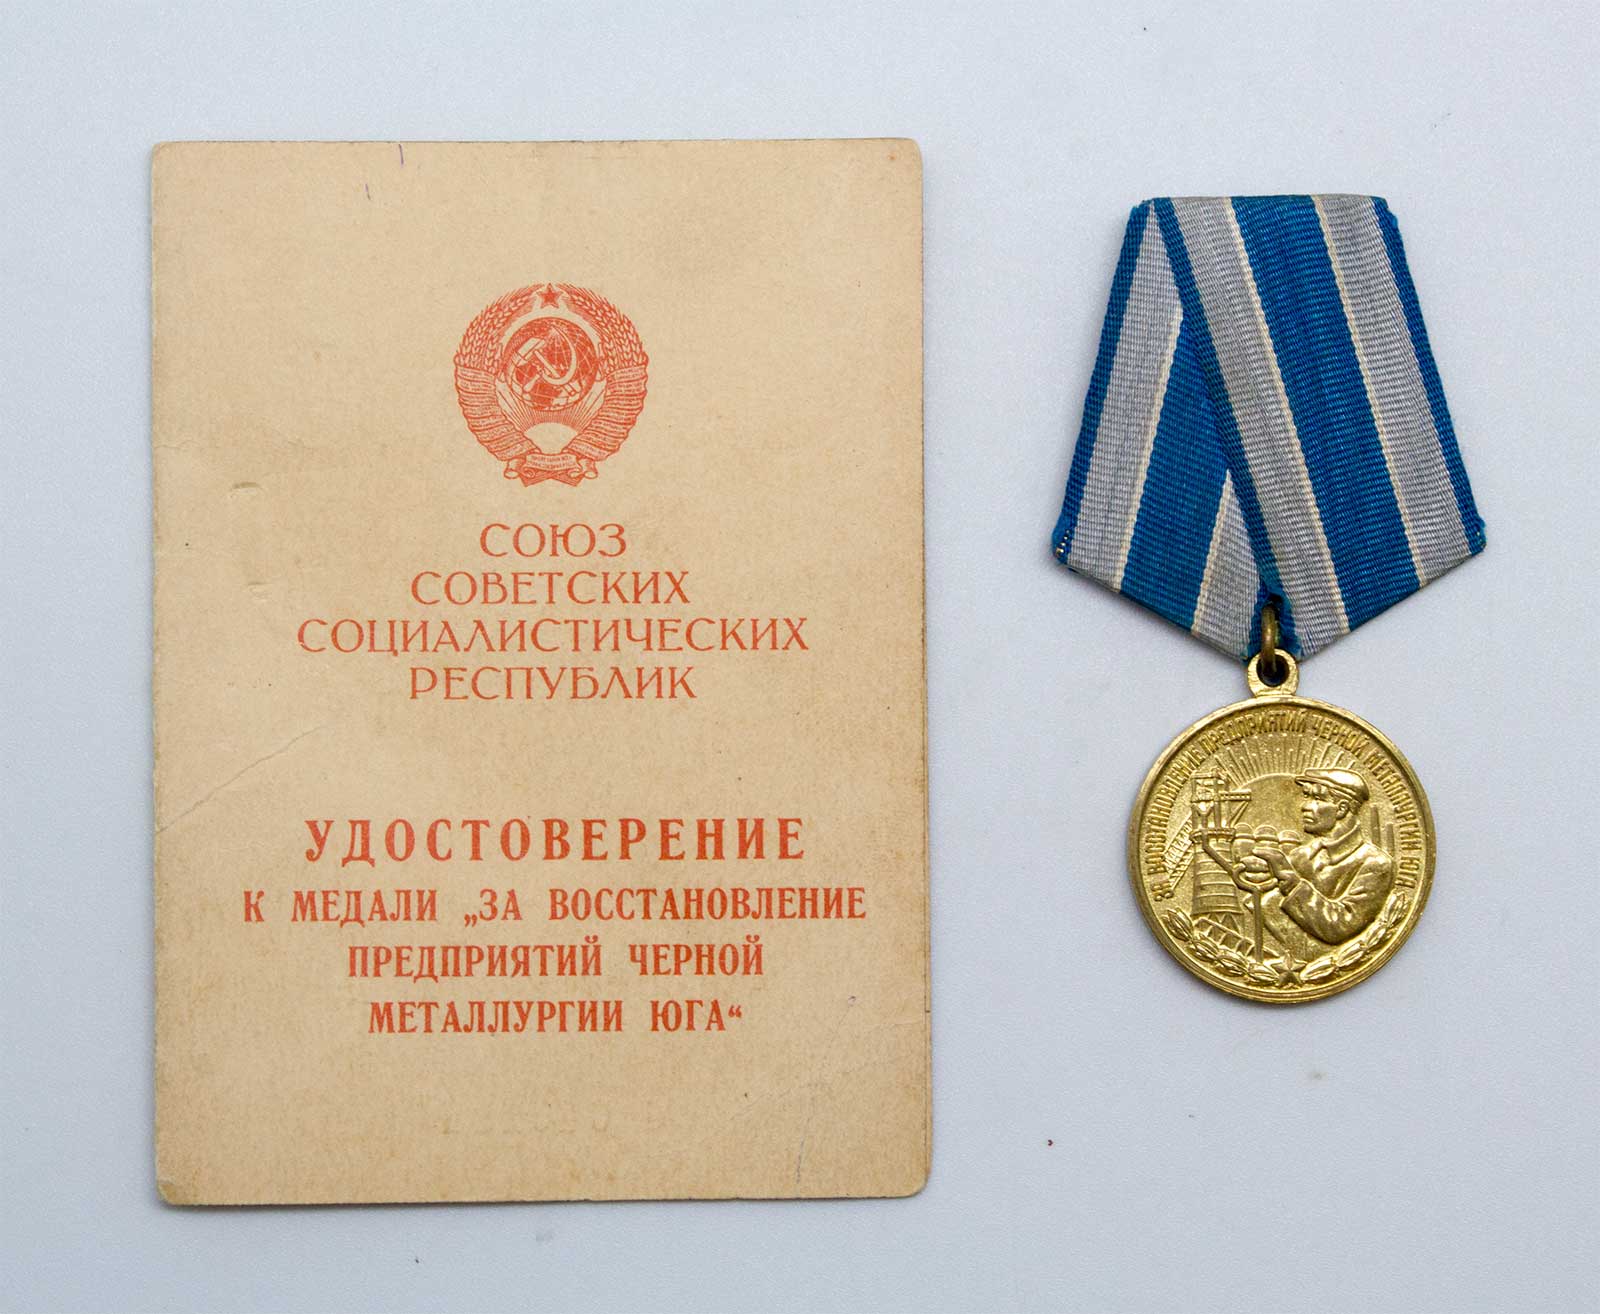 СОЮЗ
СОВЕТСКИХ
СОЦИАЛИСТИЧЕСКИХ
РЕСПУБЛИК
УДОСТОВЕРЕНИЕ
К МЕДАЛИ „ЗА ВОССТАНОВЛЕНИЕ
ПРЕДПРИЯТИЙ ЧЕРНОЙ
МЕТАЛЛУРГИИ ЮГА“
ЗА ВОССТАНОВЛЕНИЕ ПРЕДПРИЯТИЙ ЧЕРНОЙ МЕТАЛЛУРГИИ ЮГА